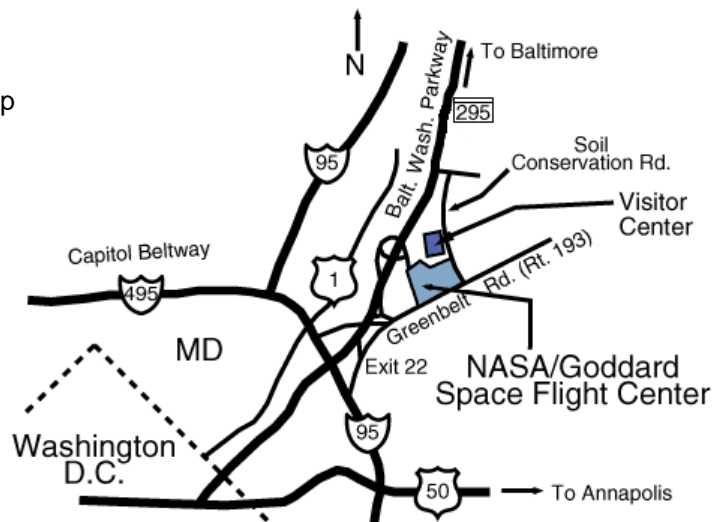 N
To Baltimore
p
Balt. Wash. Parkway
295
Soil
Conservation Rd.
95
Visitor
Center
Capitol Beltway
495
1
Greenbelt Rd. (Rt. 193)
MD
Exit 22
NASA/Goddard
Space Flight Center
Washington
D.C.
95
50
To Annapolis